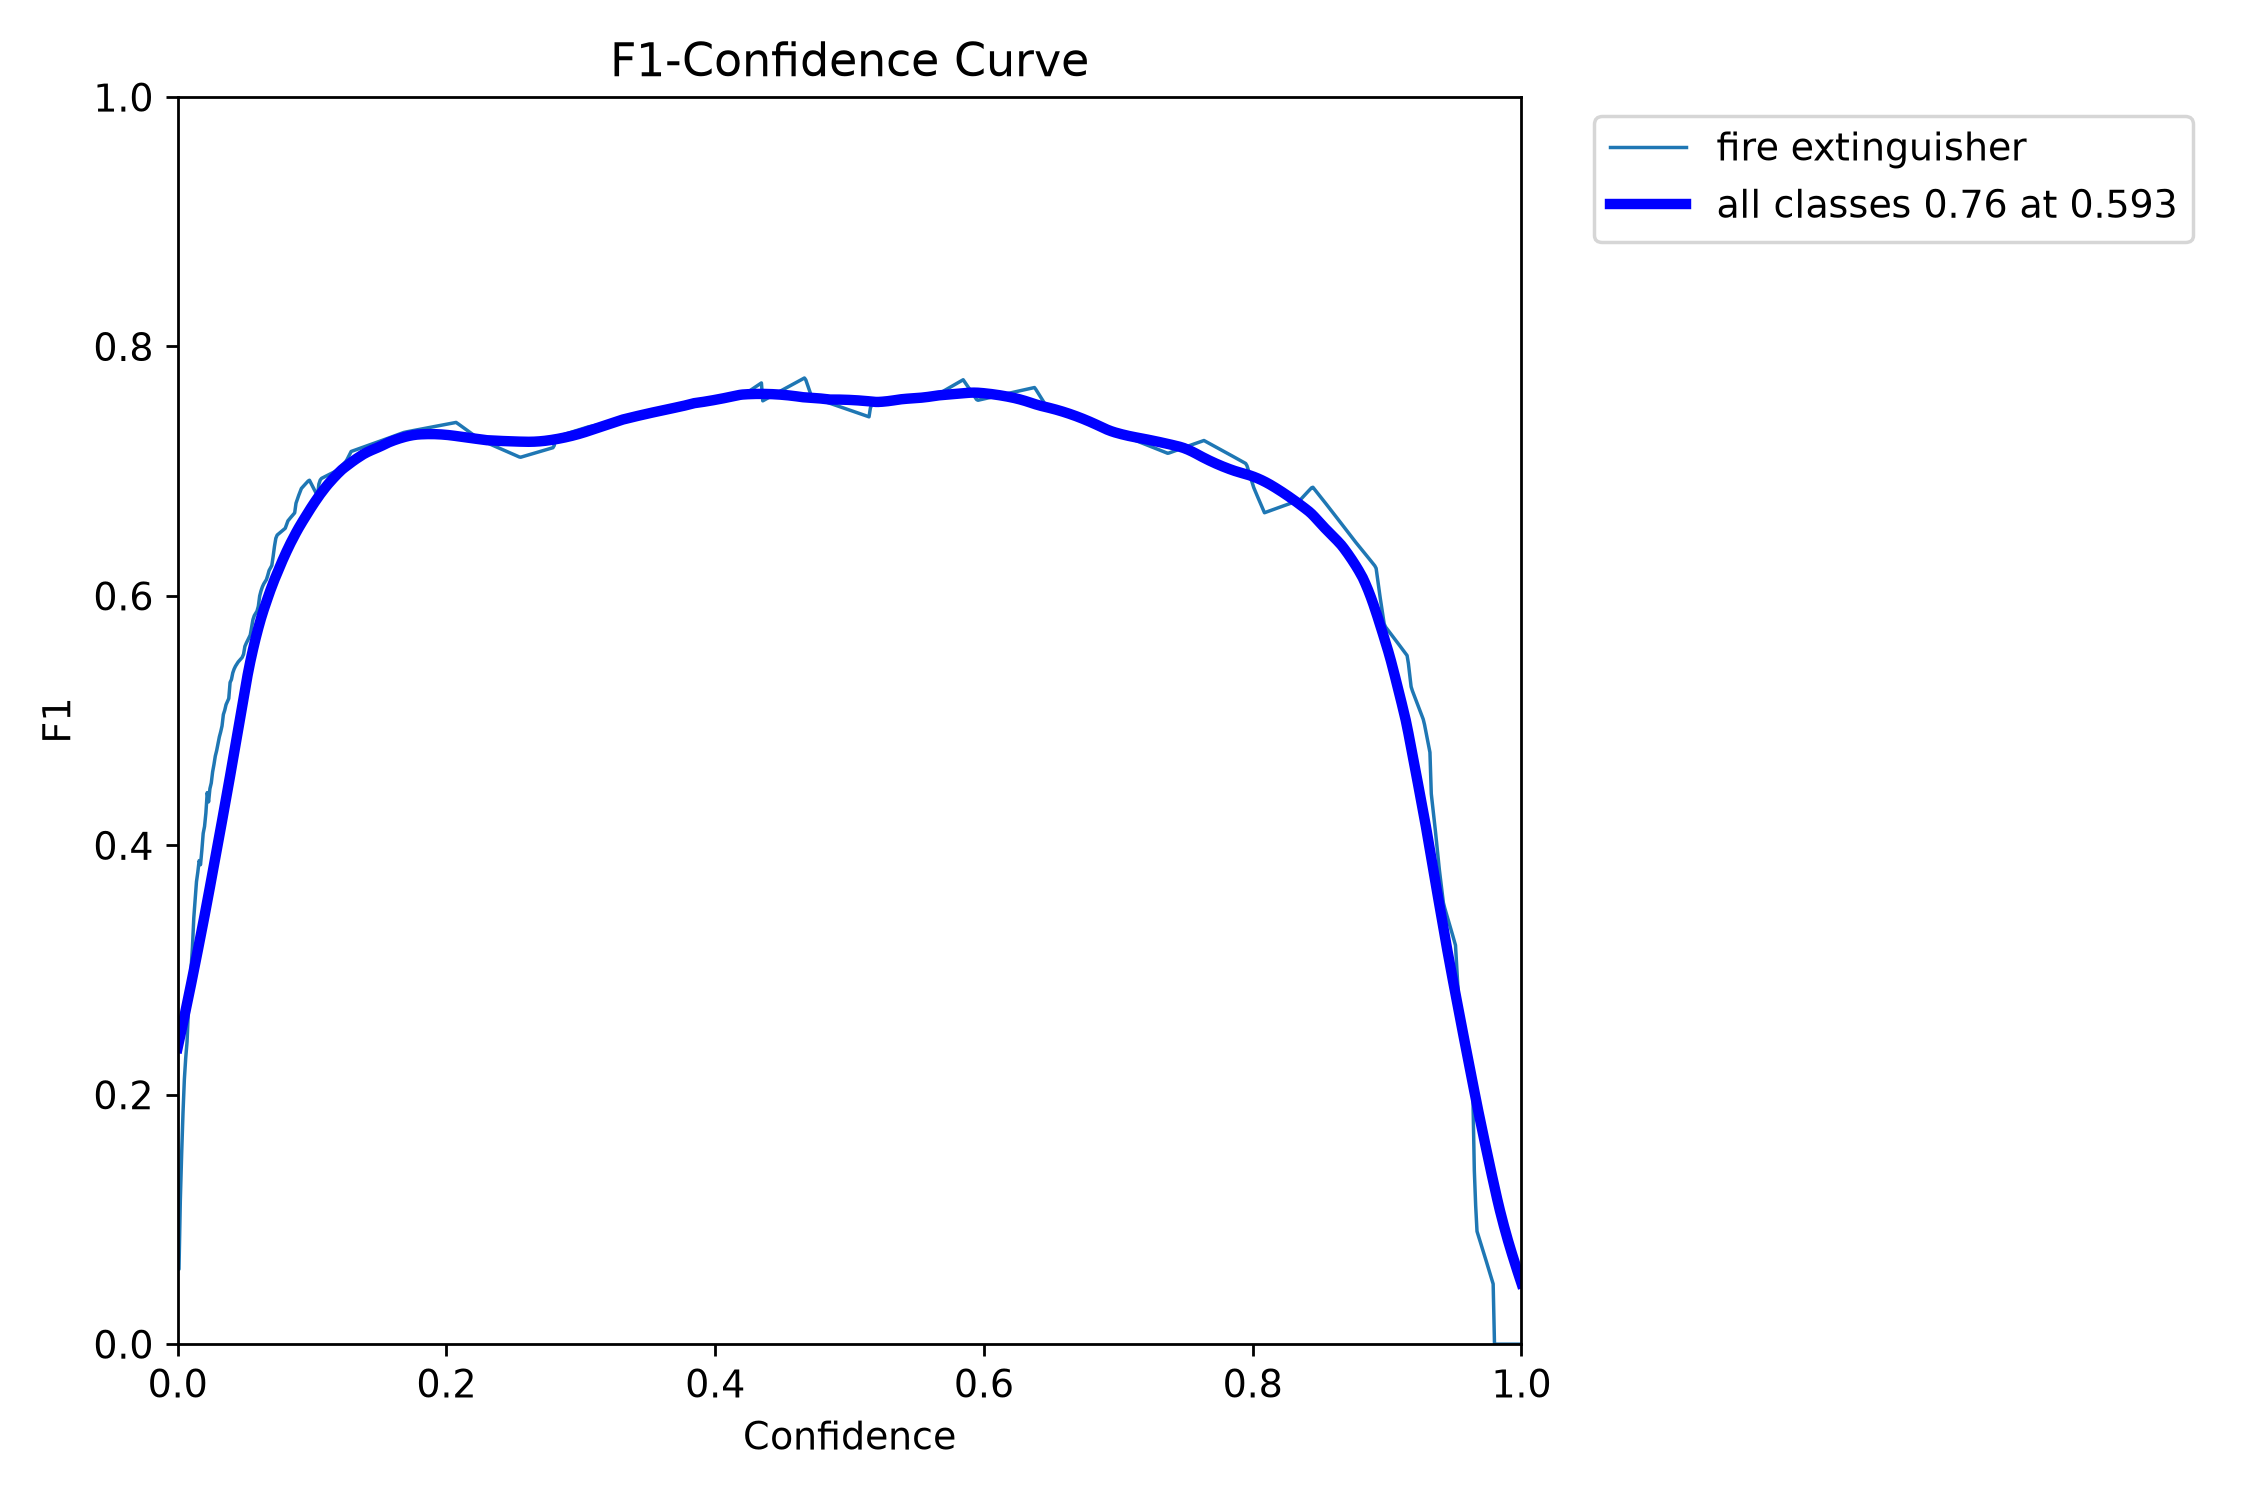 F1-Confidence Curve
fire extinguisher
all classes 0.76 at 0.593
1.0
0.8
0.6
0.4
0.2
0.0
F1
0.0 0.2 0.4 0.6 0.8 1.0
Confidence